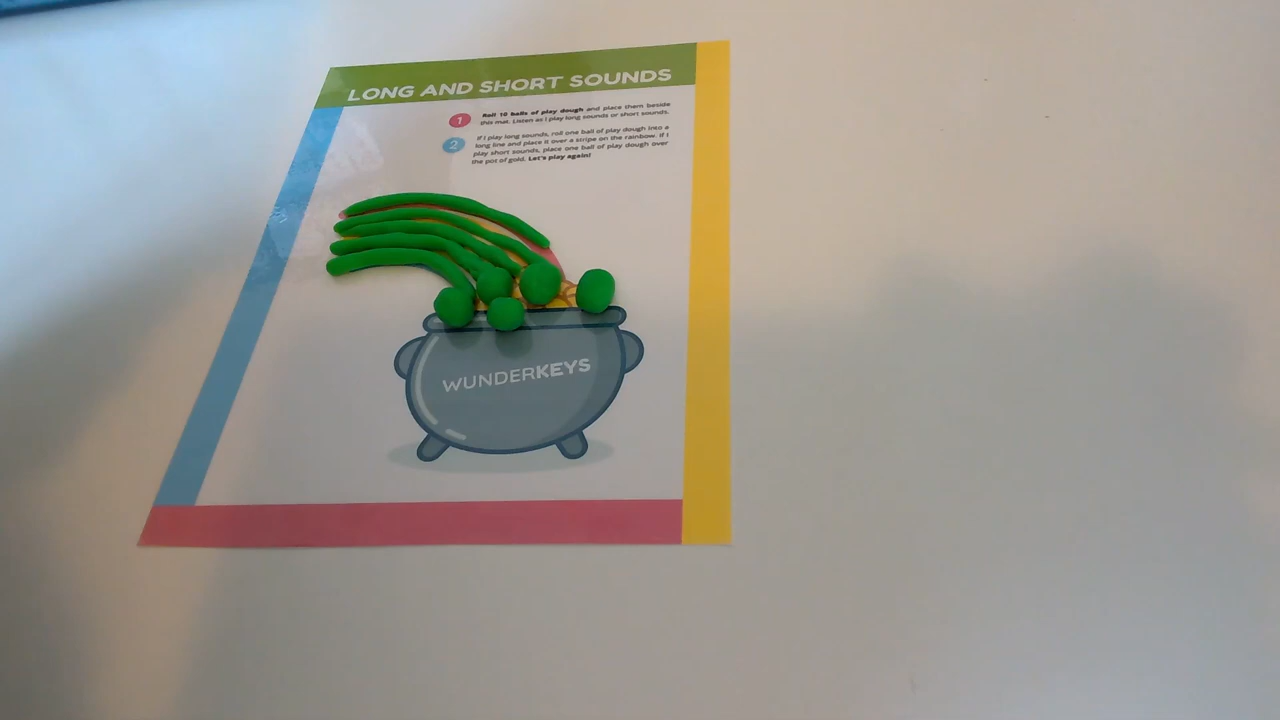 LONG AND SHORT SOUNDS
1 Roll 10 balls of play dough and place them beside
this mat. Listen as I play long sounds or short sounds.
2 If I play long sounds, roll one ball of play dough into a
long line and place it over a stripe on the rainbow. If I
play short sounds, place one ball of play dough over
the pot of gold. Let's play again!
WUNDERKEYS